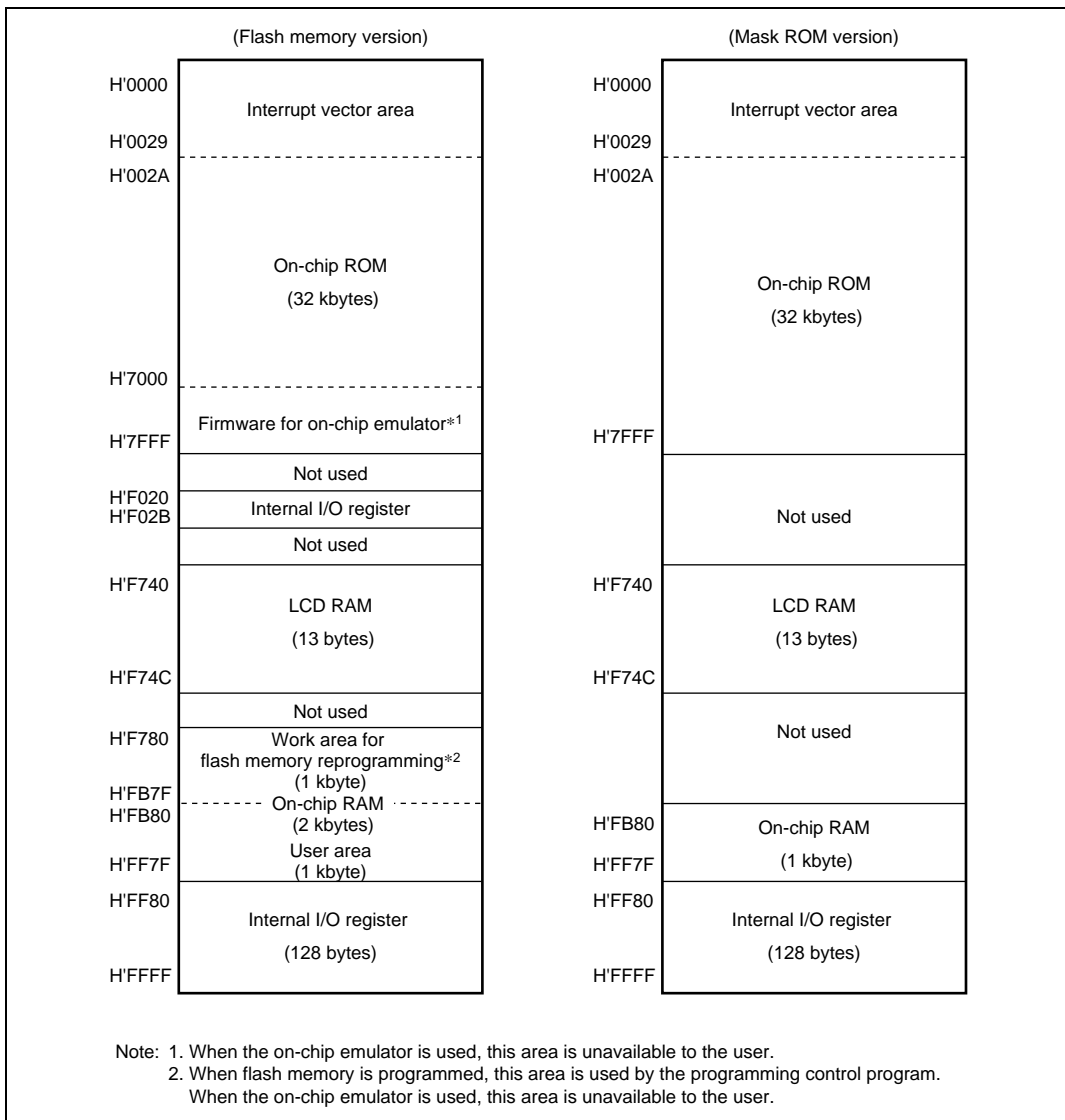 (Flash memory version)
H'0000
Interrupt vector area
H'0029
H'002A
On-chip ROM
(32 kbytes)
H'7000
Firmware for on-chip emulator*1
H'7FFF
Not used
H'F020
Internal I/O register
H'F02B
Not used
H'F740
LCD RAM
(13 bytes)
H'F74C
Not used
H'F780
Work area for
flash memory reprogramming*2
(1 kbyte)
H'FB7F
On-chip RAM
H'FB80
(2 kbytes)
User area
H'FF7F
(1 kbyte)
H'FF80
Internal I/O register
(128 bytes)
H'FFFF
(Mask ROM version)
H'0000
Interrupt vector area
H'0029
H'002A
On-chip ROM
(32 kbytes)
H'7FFF
Not used
H'F740
LCD RAM
(13 bytes)
H'F74C
Not used
H'FB80
On-chip RAM
H'FF7F
(1 kbyte)
H'FF80
Internal I/O register
(128 bytes)
H'FFFF
Note: 1. When the on-chip emulator is used, this area is unavailable to the user.
2. When flash memory is programmed, this area is used by the programming control program.
When the on-chip emulator is used, this area is unavailable to the user.